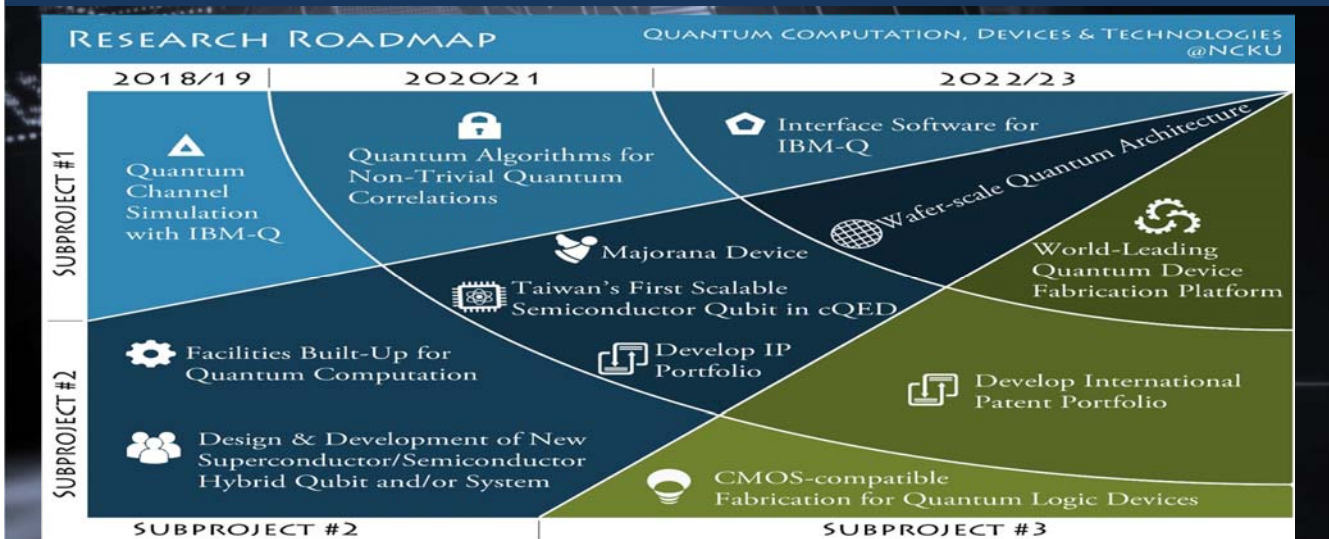 RESEARCH ROADMAP
QUANTUM COMPUTATION, DEVICES & TECHNOLOGIES
@NCKU
2018/19
2020/21
2022/23
SUBPROJECT #1
Quantum
Channel
Simulation
with IBM-Q
Quantum Algorithms for
Non-Trivial Quantum
Correlations
Interface Software for
IBM-Q
Wafer-scale Quantum Architecture
Majorana Device
Taiwan's First Scalable
Semiconductor Qubit in cQED
World-Leading
Quantum Device
Fabrication Platform
SUBPROJECT #2
Facilities Built-Up for
Quantum Computation
Develop IP
Portfolio
Develop International
Patent Portfolio
Design & Development of New
Superconductor/Semiconductor
Hybrid Qubit and/or System
CMOS-compatible
Fabrication for Quantum Logic Devices
SUBPROJECT #2
SUBPROJECT #3